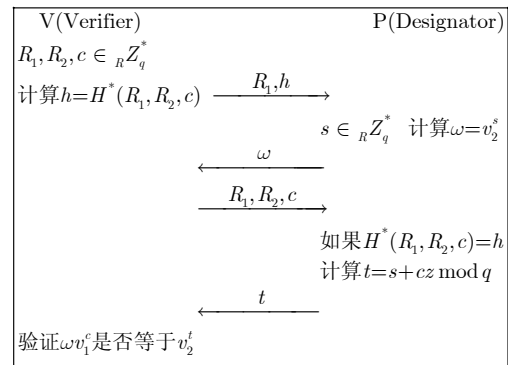 V(Verifier) P(Designator)
R₁,R₂,c ∈ _R Z_q^*
计算h=H^*(R₁,R₂,c) R₁,h
s ∈ _R Z_q^* 计算ω=v₂^s
ω
R₁,R₂,c
如果H^*(R₁,R₂,c)=h
计算t=s+cz mod q
t
验证ωv₁^c是否等于v₂^t